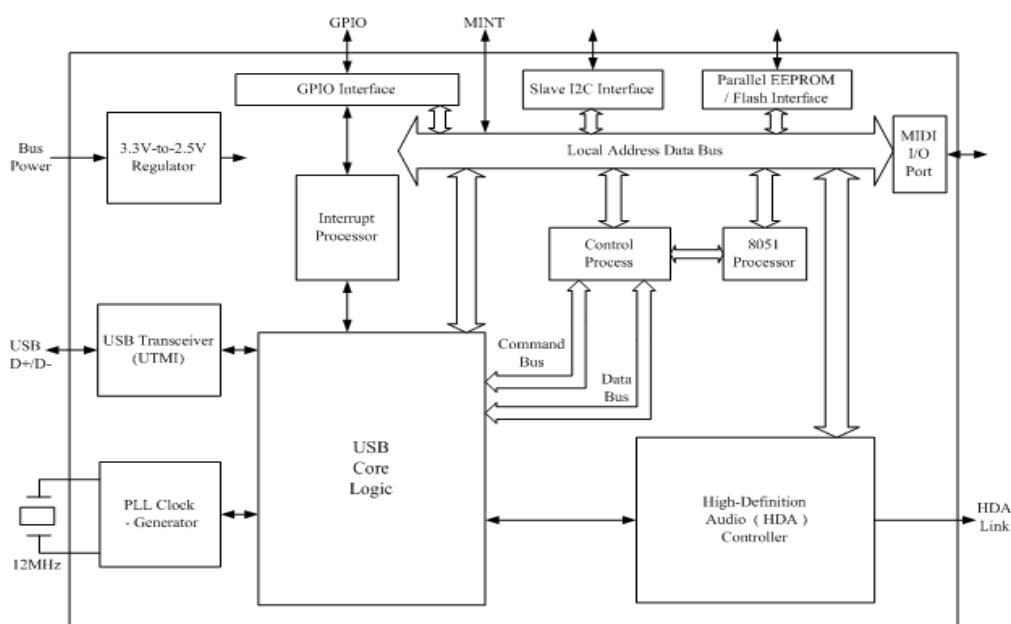 GPIO
MINT
GPIO Interface
Slave I2C Interface
Parallel EEPROM
/ Flash Interface
Bus
Power
3.3V-to-2.5V
Regulator
Local Address Data Bus
MIDI
I/O
Port
Interrupt
Processor
Control
Process
8051
Processor
USB
D+/D-
USB Transceiver
(UTMI)
Command
Bus
Data
Bus
USB
Core
Logic
PLL Clock
- Generator
12MHz
High-Definition
Audio ( HDA )
Controller
HDA
Link